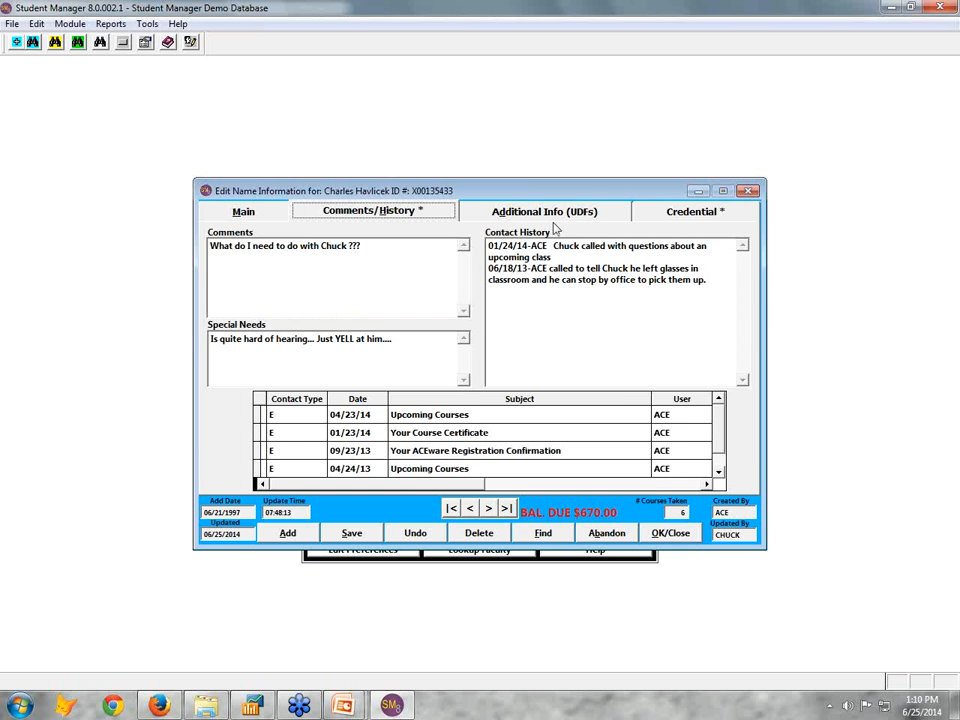 Student Manager 8.0.002.1 - Student Manager Demo Database
File Edit Module Reports Tools Help
Edit Name Information for: Charles Havlicek ID #: X00135433
Main Comments/History * Additional Info (UDFs) Credential *
Comments
What do I need to do with Chuck ???
Special Needs
Is quite hard of hearing... Just YELL at him....
Contact History
01/24/14-ACE Chuck called with questions about an
upcoming class
06/18/13-ACE called to tell Chuck he left glasses in
classroom and he can stop by office to pick them up.
Contact Type Date Subject User
E 04/23/14 Upcoming Courses ACE
E 01/23/14 Your Course Certificate ACE
E 09/23/13 Your ACEware Registration Confirmation ACE
E 04/24/13 Upcoming Courses ACE
Add Date Update Time # Courses Taken Created By
06/21/1997 07:48:13 |< < > >| BAL. DUE $670.00 6 ACE
Updated Updated By
06/25/2014 Add Save Undo Delete Find Abandon OK/Close CHUCK
Edit Preferences Lookup Faculty Help
SM8
1:10 PM
6/25/2014